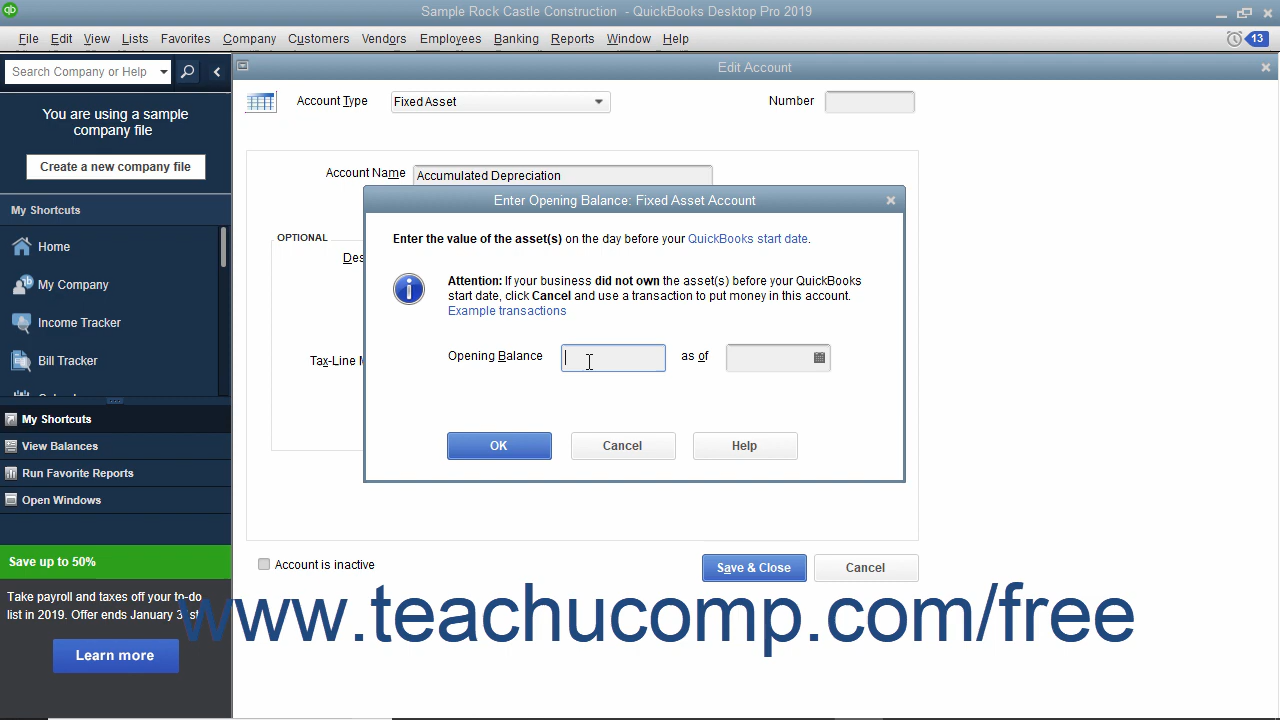 Sample Rock Castle Construction - QuickBooks Desktop Pro 2019
File Edit View Lists Favorites Company Customers Vendors Employees Banking Reports Window Help
13
Search Company or Help
Edit Account
You are using a sample
company file
Create a new company file
My Shortcuts
Home
My Company
Income Tracker
Bill Tracker
My Shortcuts
View Balances
Run Favorite Reports
Open Windows
Save up to 50%
Take payroll and taxes off your to-do
list in 2019. Offer ends January 31st
Learn more
Account Type
Fixed Asset
Number
Account Name
Accumulated Depreciation
OPTIONAL
Des
Tax-Line M
Enter Opening Balance: Fixed Asset Account
Enter the value of the asset(s) on the day before your QuickBooks start date.
Attention: If your business did not own the asset(s) before your QuickBooks
start date, click Cancel and use a transaction to put money in this account.
Example transactions
Opening Balance
as of
OK
Cancel
Help
Account is inactive
Save & Close
Cancel
www.teachucomp.com/free